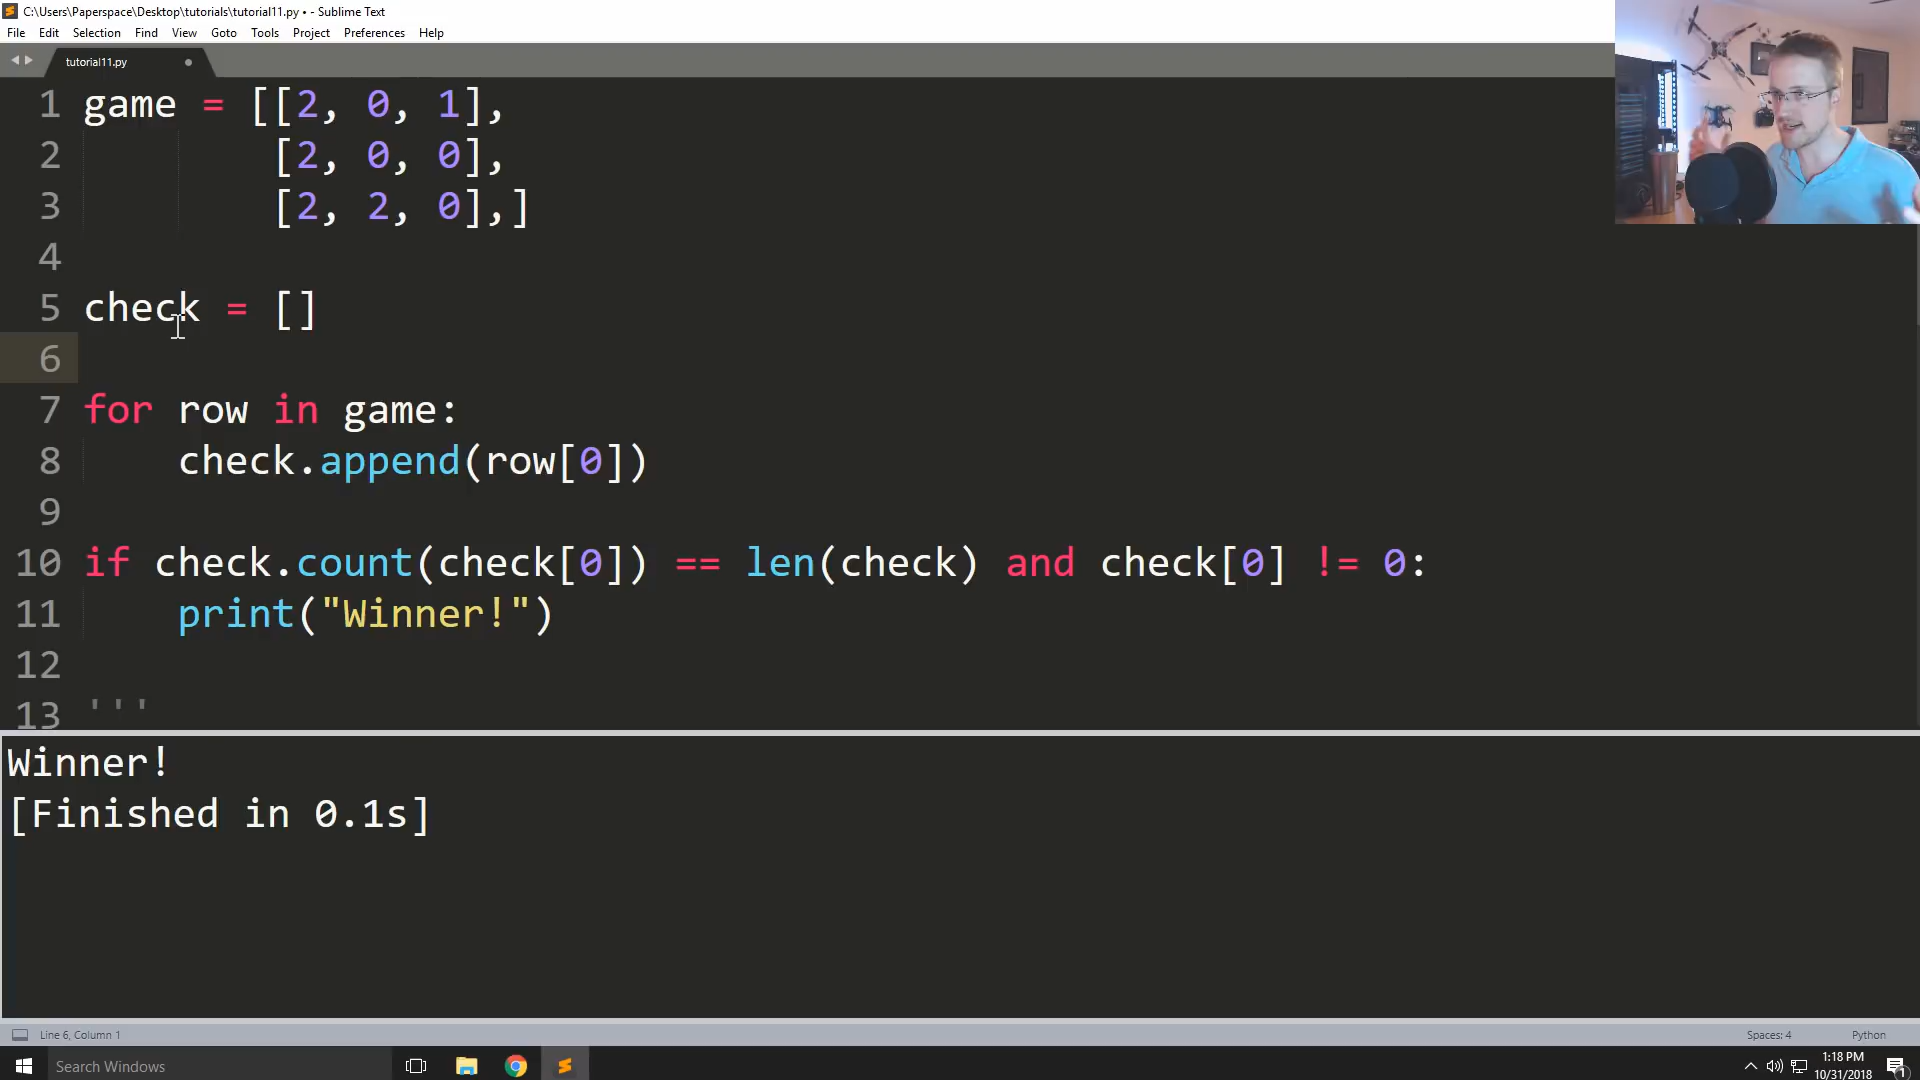 C:\Users\Paperspace\Desktop\tutorials\tutorial11.py • - Sublime Text
File Edit Selection Find View Goto Tools Project Preferences Help
tutorial11.py
1 game = [[2, 0, 1],
2 [2, 0, 0],
3 [2, 2, 0],]
4
5 check = []
6
7 for row in game:
8 check.append(row[0])
9
10 if check.count(check[0]) == len(check) and check[0] != 0:
11 print("Winner!")
12
13 '''
Winner!
[Finished in 0.1s]
Line 6, Column 1 Spaces: 4 Python
Search Windows
1:18 PM
10/31/2018
1